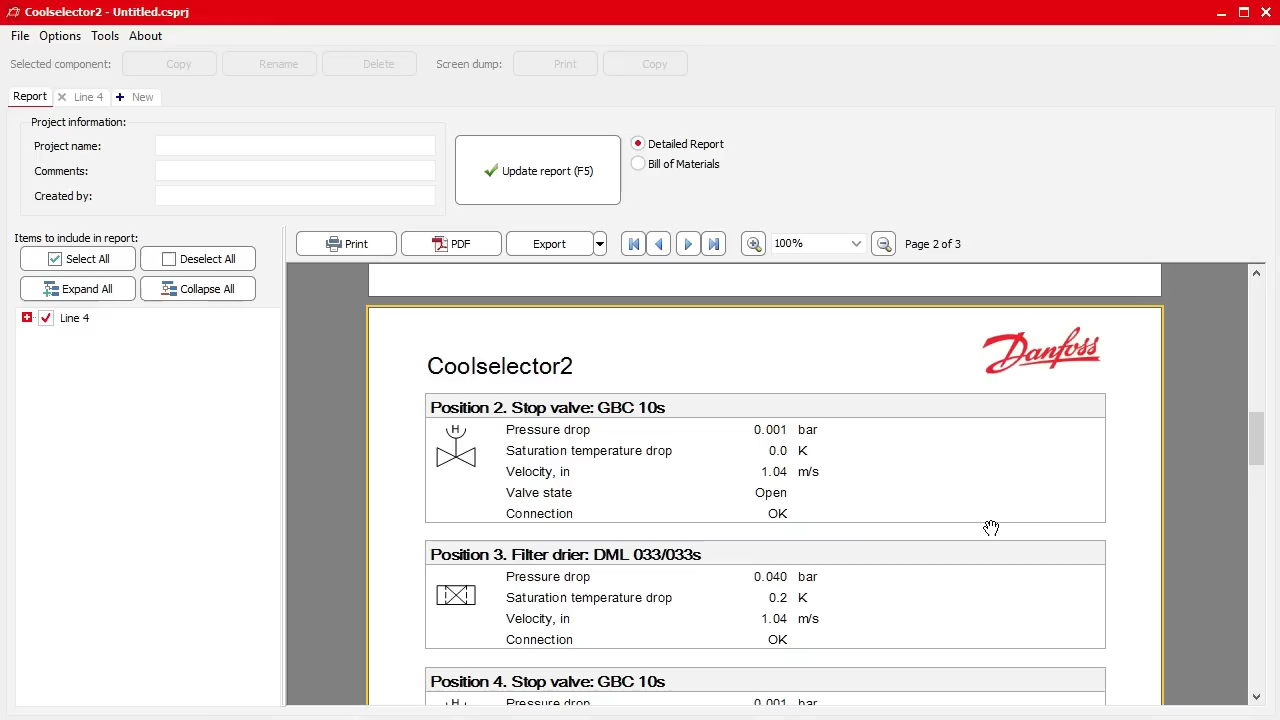 Coolselector2 - Untitled.csprj
File Options Tools About
Selected component: Copy Rename Delete Screen dump: Print Copy
Report Line 4 New
Project information:
Project name:
Comments:
Created by:
Update report (F5)
Detailed Report
Bill of Materials
Items to include in report:
Select All Deselect All
Expand All Collapse All
Line 4
Print PDF Export 100% Page 2 of 3
Danfoss
Coolselector2
Position 2. Stop valve: GBC 10s
H
Pressure drop 0.001 bar
Saturation temperature drop 0.0 K
Velocity, in 1.04 m/s
Valve state Open
Connection OK
Position 3. Filter drier: DML 033/033s
Pressure drop 0.040 bar
Saturation temperature drop 0.2 K
Velocity, in 1.04 m/s
Connection OK
Position 4. Stop valve: GBC 10s
H
Pressure drop 0.001 bar